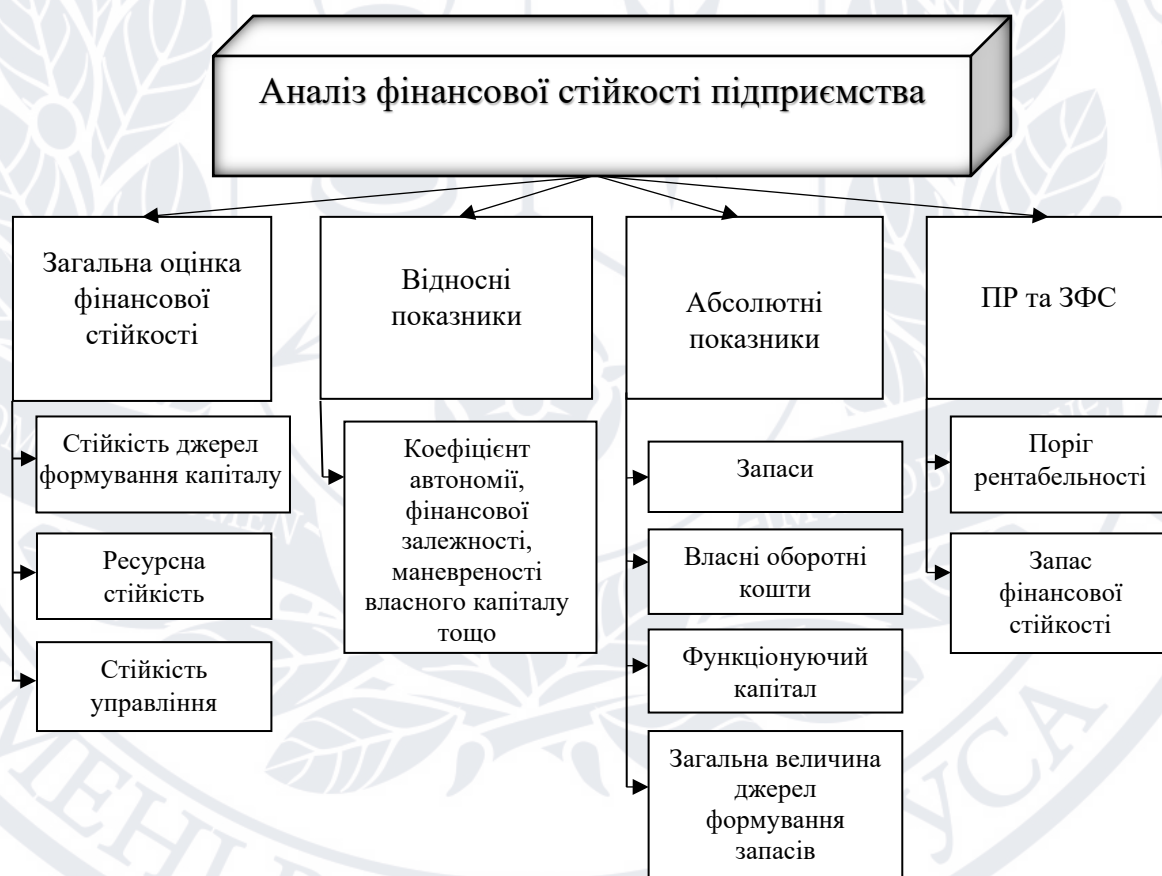 Аналіз фінансової стійкості підприємства
Загальна оцінка
фінансової
стійкості
Стійкість джерел
формування капіталу
Ресурсна
стійкість
Стійкість
управління
Відносні
показники
Коефіцієнт
автономії,
фінансової
залежності,
маневреності
власного капіталу
тощо
Абсолютні
показники
Запаси
Власні оборотні
кошти
Функціонуючий
капітал
Загальна величина
джерел
формування
запасів
ПР та ЗФС
Поріг
рентабельності
Запас
фінансової
стійкості